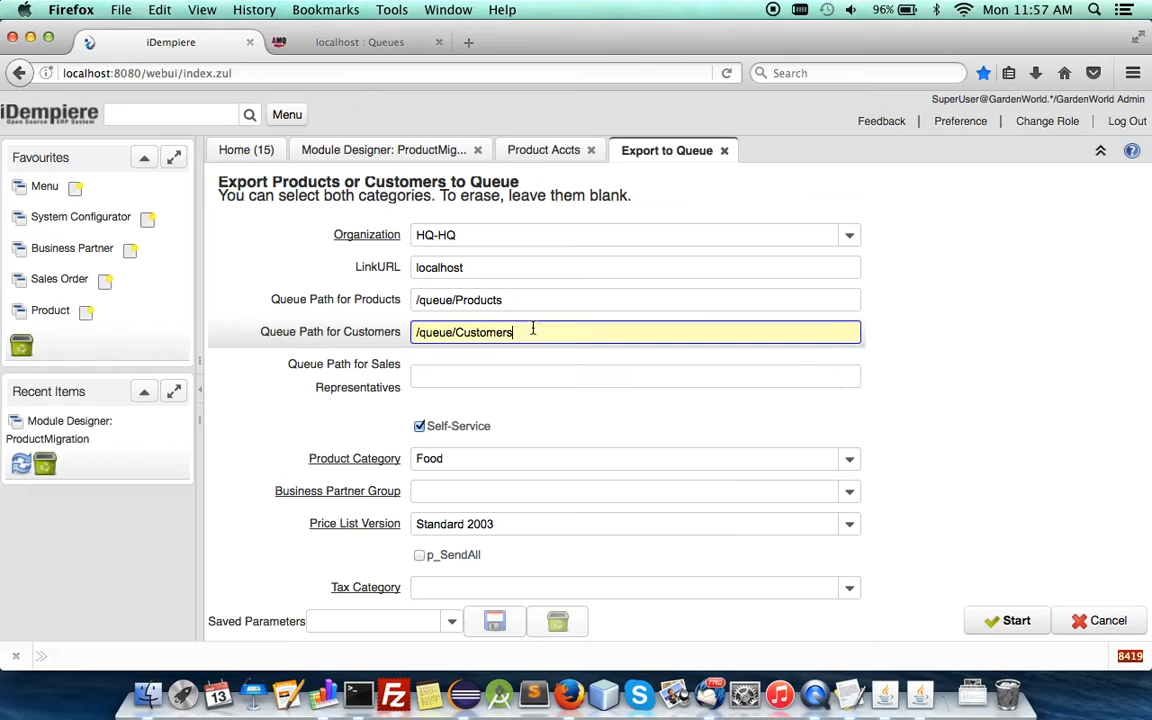 Firefox File Edit View History Bookmarks Tools Window Help 96% Mon 11:57 AM
iDempiere localhost : Queues
localhost:8080/webui/index.zul Search
iDempiere Menu SuperUser@GardenWorld.*/GardenWorld Admin
Open Source ERP System
Feedback Preference Change Role Log Out
Favourites
Menu
System Configurator
Business Partner
Sales Order
Product
Recent Items
Module Designer:
ProductMigration
Home (15) Module Designer: ProductMig... Product Accts Export to Queue
Export Products or Customers to Queue
You can select both categories. To erase, leave them blank.
Organization HQ-HQ
LinkURL localhost
Queue Path for Products /queue/Products
Queue Path for Customers /queue/Customers
Queue Path for Sales
Representatives
Self-Service
Product Category Food
Business Partner Group
Price List Version Standard 2003
p_SendAll
Tax Category
Saved Parameters Start Cancel
8419